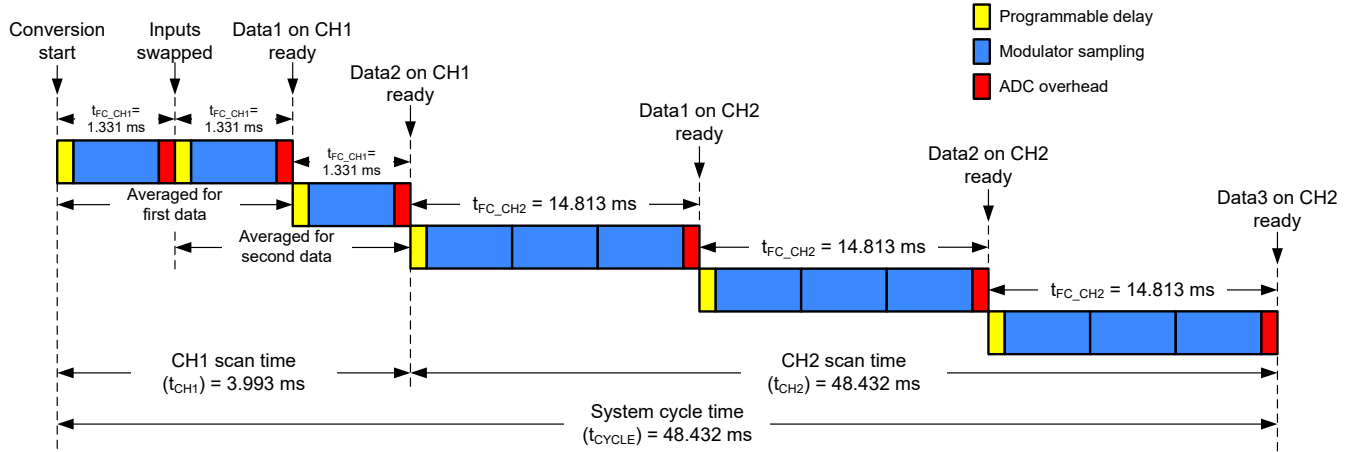 Programmable delay
Modulator sampling
ADC overhead
Conversion
start
Inputs
swapped
Data1 on CH1
ready
Data2 on CH1
ready
Data1 on CH2
ready
Data2 on CH2
ready
Data3 on CH2
ready
tFC_CH1=
1.331 ms
tFC_CH1=
1.331 ms
tFC_CH1=
1.331 ms
Averaged for
first data
Averaged for
second data
tFC_CH2 = 14.813 ms
tFC_CH2 = 14.813 ms
tFC_CH2 = 14.813 ms
CH1 scan time
(tCH1) = 3.993 ms
CH2 scan time
(tCH2) = 48.432 ms
System cycle time
(tCYCLE) = 48.432 ms